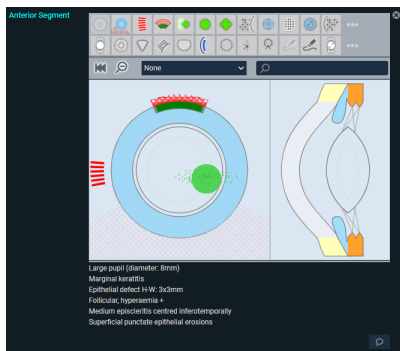 Anterior Segment
None
Large pupil (diameter: 8mm)
Marginal keratitis
Epithelial defect H-W: 3x3mm
Follicular, hyperaemia +
Medium episcleritis centred inferotemporally
Superficial punctate epithelial erosions